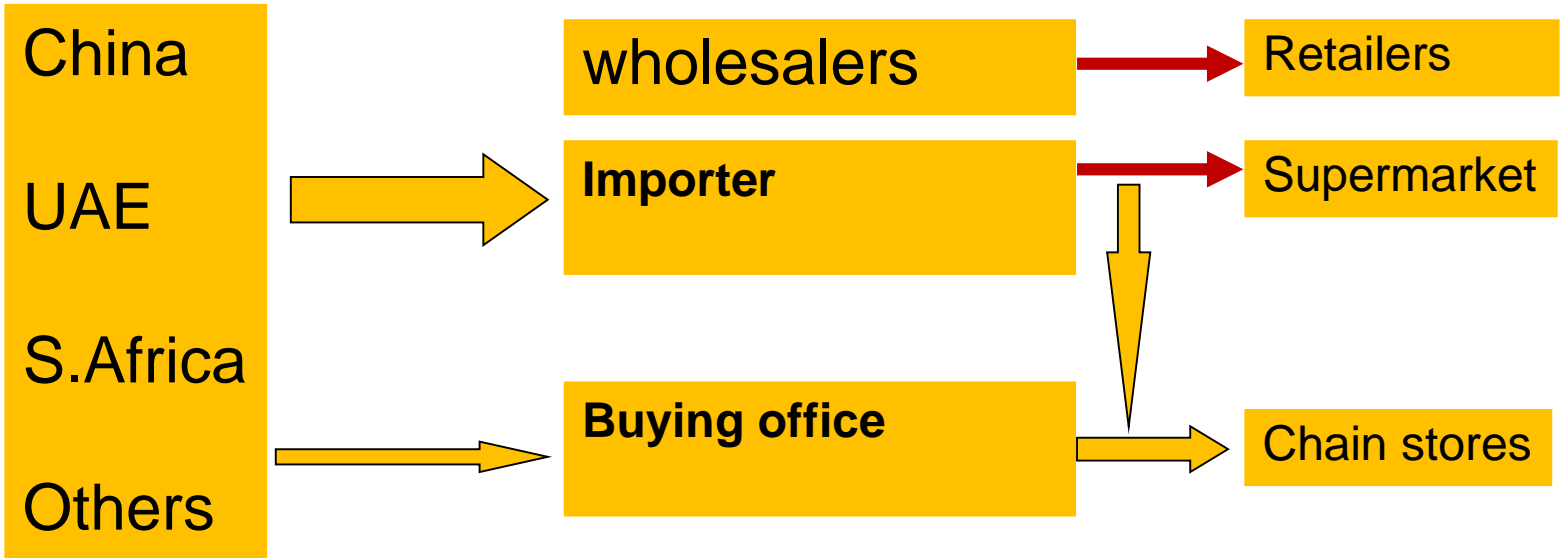 China
UAE
S.Africa
Others
wholesalers
Importer
Buying office
Retailers
Supermarket
Chain stores